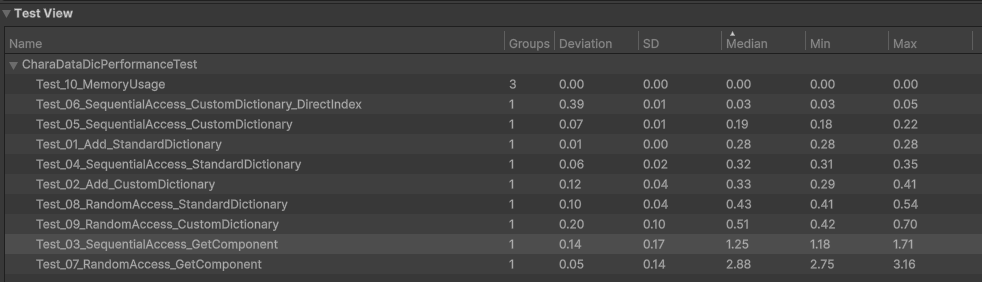 Test View
Name Groups Deviation SD Median Min Max
CharaDataDicPerformanceTest
Test_10_MemoryUsage 3 0.00 0.00 0.00 0.00 0.00
Test_06_SequentialAccess_CustomDictionary_DirectIndex 1 0.39 0.01 0.03 0.03 0.05
Test_05_SequentialAccess_CustomDictionary 1 0.07 0.01 0.19 0.18 0.22
Test_01_Add_StandardDictionary 1 0.01 0.00 0.28 0.28 0.28
Test_04_SequentialAccess_StandardDictionary 1 0.06 0.02 0.32 0.31 0.35
Test_02_Add_CustomDictionary 1 0.12 0.04 0.33 0.29 0.41
Test_08_RandomAccess_StandardDictionary 1 0.10 0.04 0.43 0.41 0.54
Test_09_RandomAccess_CustomDictionary 1 0.20 0.10 0.51 0.42 0.70
Test_03_SequentialAccess_GetComponent 1 0.14 0.17 1.25 1.18 1.71
Test_07_RandomAccess_GetComponent 1 0.05 0.14 2.88 2.75 3.16